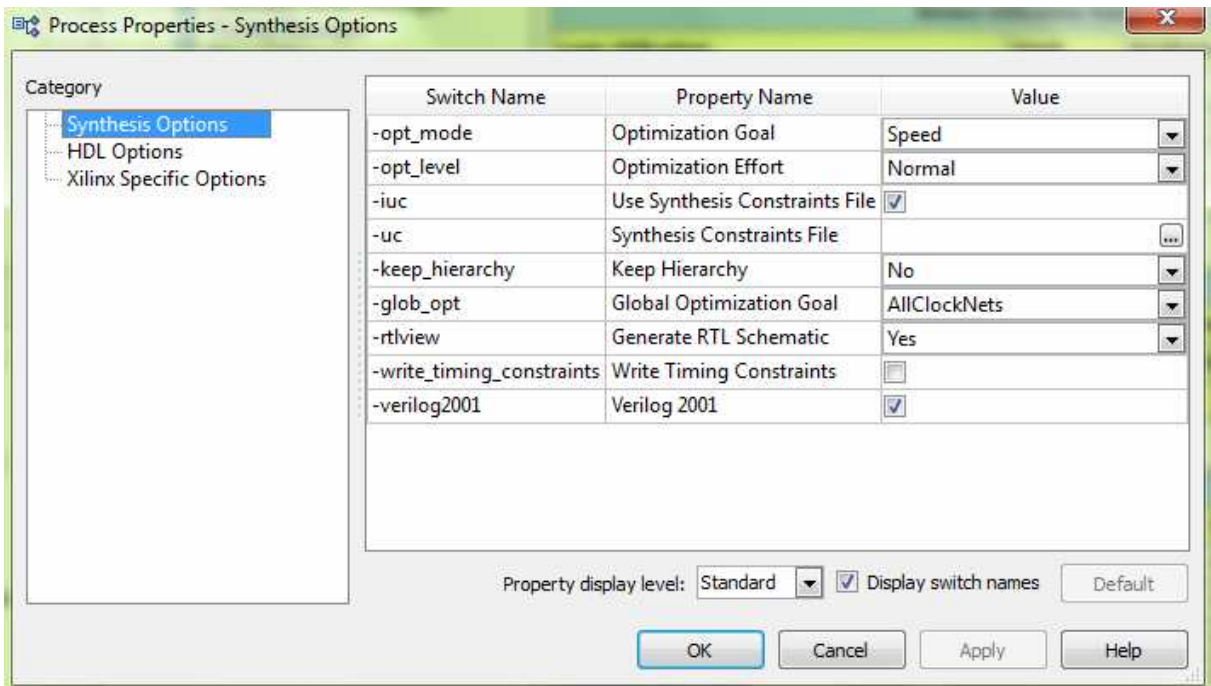 Process Properties - Synthesis Options
Category
Synthesis Options
HDL Options
Xilinx Specific Options
Switch Name Property Name Value
-opt_mode Optimization Goal Speed
-opt_level Optimization Effort Normal
-iuc Use Synthesis Constraints File
-uc Synthesis Constraints File ...
-keep_hierarchy Keep Hierarchy No
-glob_opt Global Optimization Goal AllClockNets
-rtlview Generate RTL Schematic Yes
-write_timing_constraints Write Timing Constraints
-verilog2001 Verilog 2001
Property display level: Standard Display switch names Default
OK Cancel Apply Help